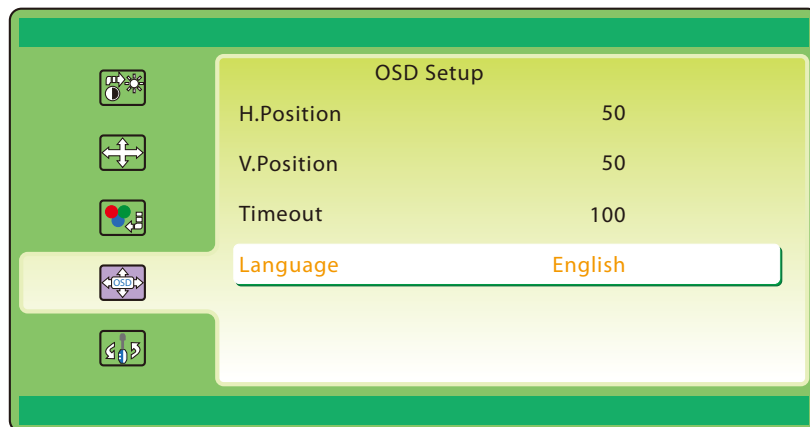 OSD Setup
H.Position 50
V.Position 50
Timeout 100
Language English
OSD